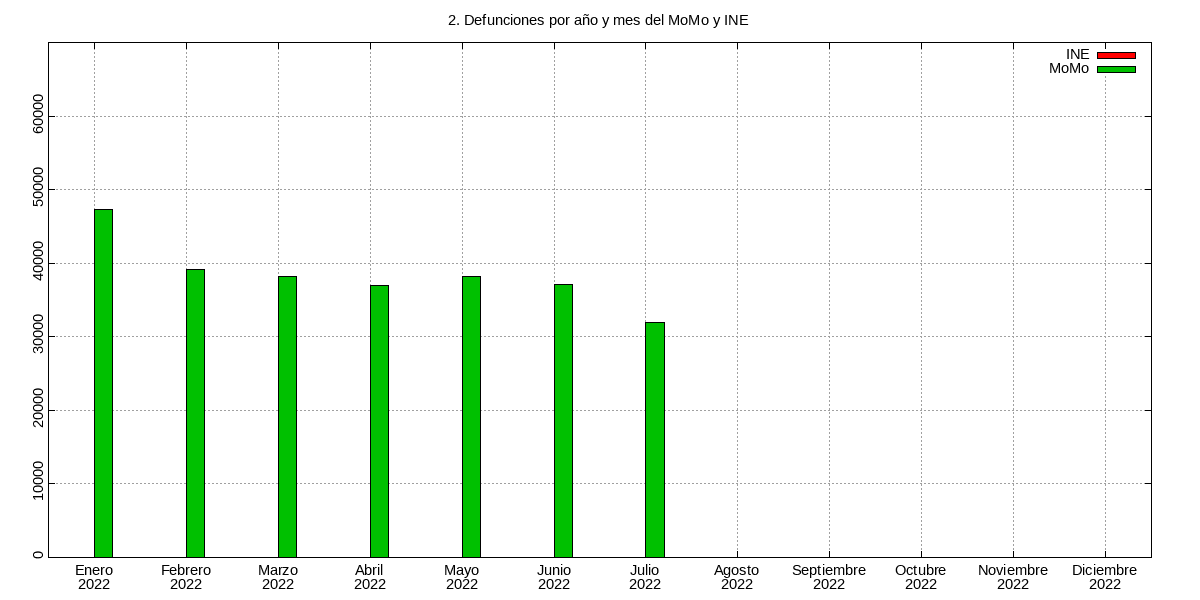 2. Defunciones por año y mes del MoMo y INE
INE
MoMo
60000
50000
40000
30000
20000
10000
0
Enero Febrero Marzo Abril Mayo Junio Julio Agosto Septiembre Octubre Noviembre Diciembre
2022 2022 2022 2022 2022 2022 2022 2022 2022 2022 2022 2022